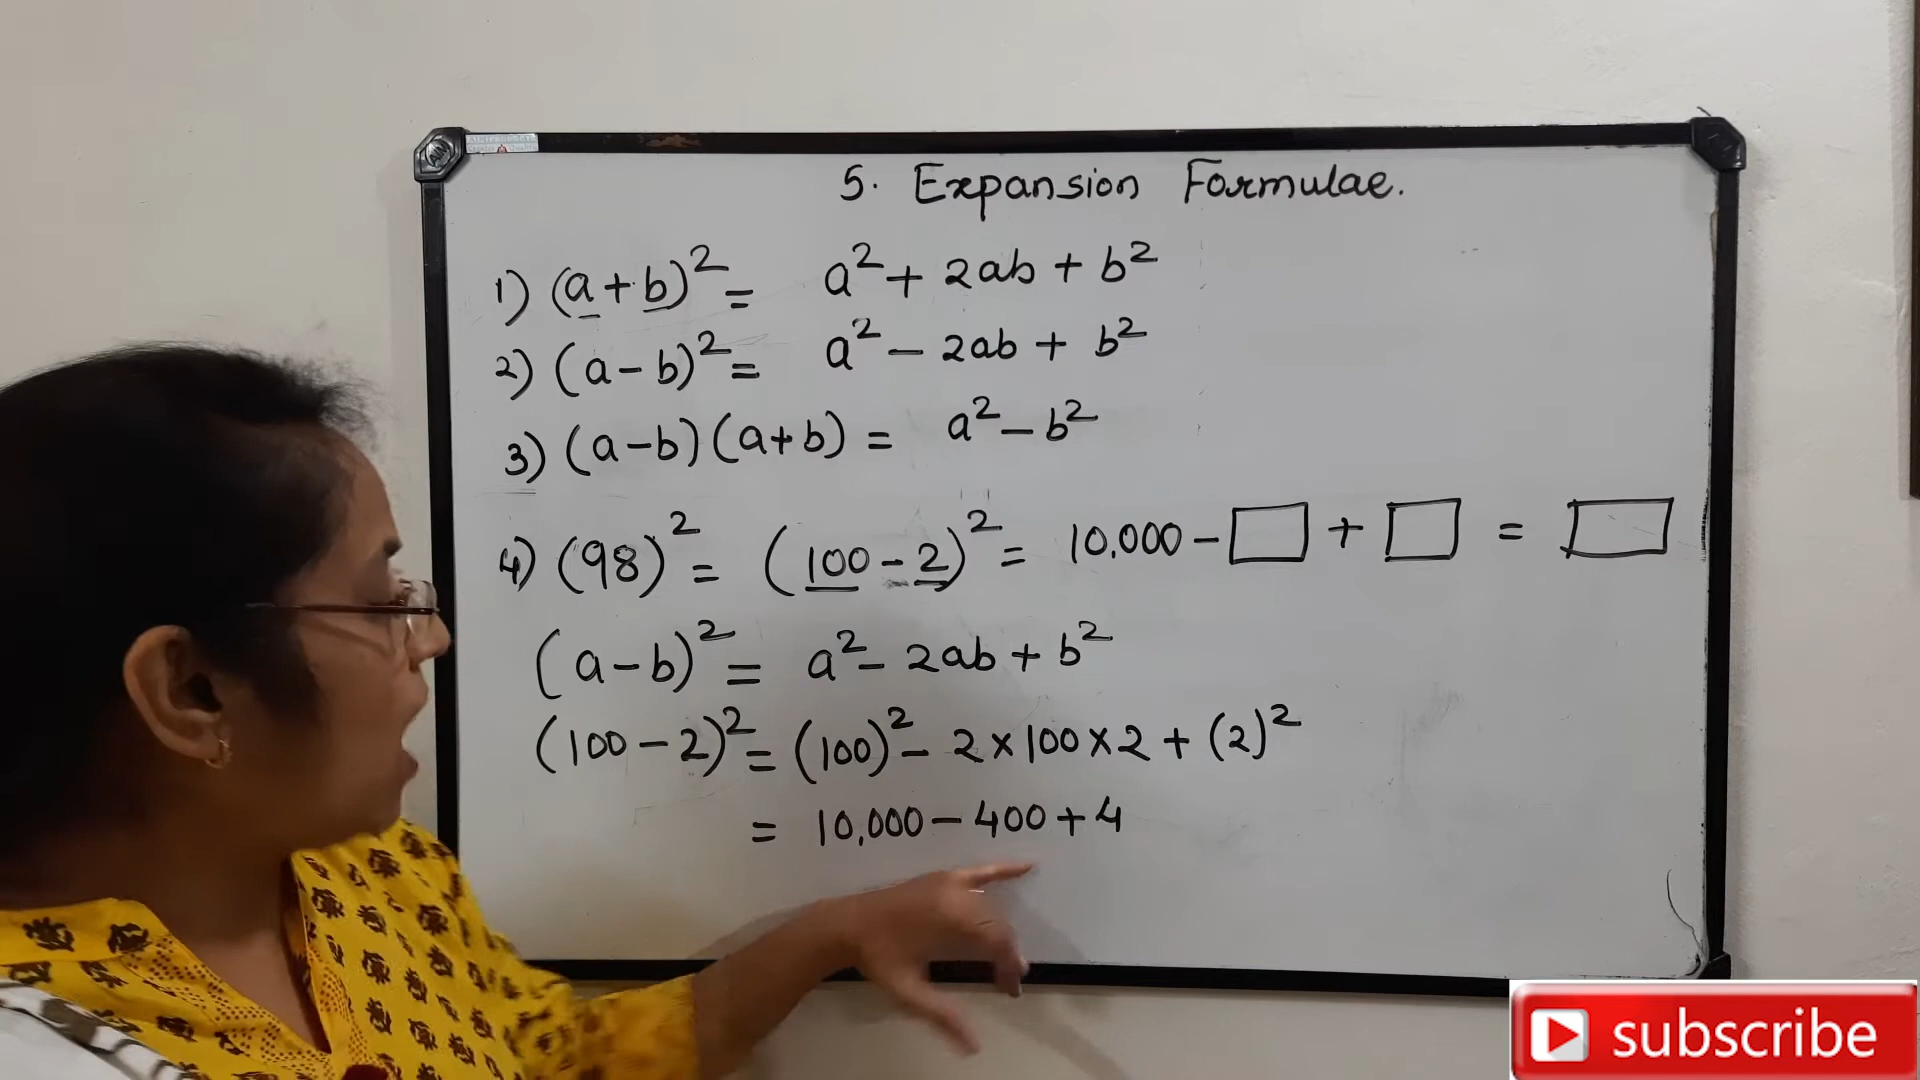 5. Expansion Formulae.
1) (a+b)² = a² + 2ab + b²
2) (a-b)² = a² - 2ab + b²
3) (a-b)(a+b) = a² - b²
4) (98)² = (100-2)² = 10,000 - □ + □ = □
(a-b)² = a² - 2ab + b²
(100-2)² = (100)² - 2×100×2 + (2)²
= 10,000 - 400 + 4
subscribe